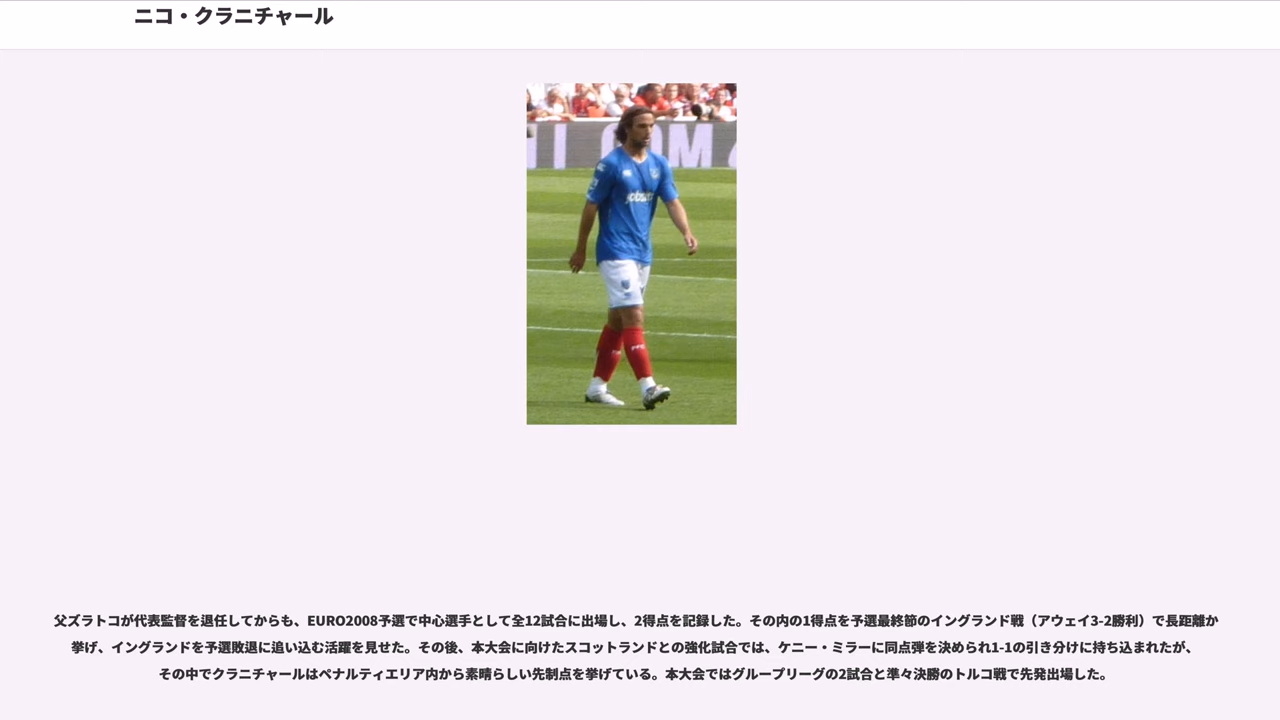 ニコ・クラニチャール
COM
父ズラトコが代表監督を退任してからも、EURO2008予選で中心選手として全12試合に出場し、2得点を記録した。その内の1得点を予選最終節のイングランド戦（アウェイ3-2勝利）で長距離か
挙げ、イングランドを予選敗退に追い込む活躍を見せた。その後、本大会に向けたスコットランドとの強化試合では、ケニー・ミラーに同点弾を決められ1-1の引き分けに持ち込まれたが、
その中でクラニチャールはペナルティエリア内から素晴らしい先制点を挙げている。本大会ではグループリーグの2試合と準々決勝のトルコ戦で先発出場した。